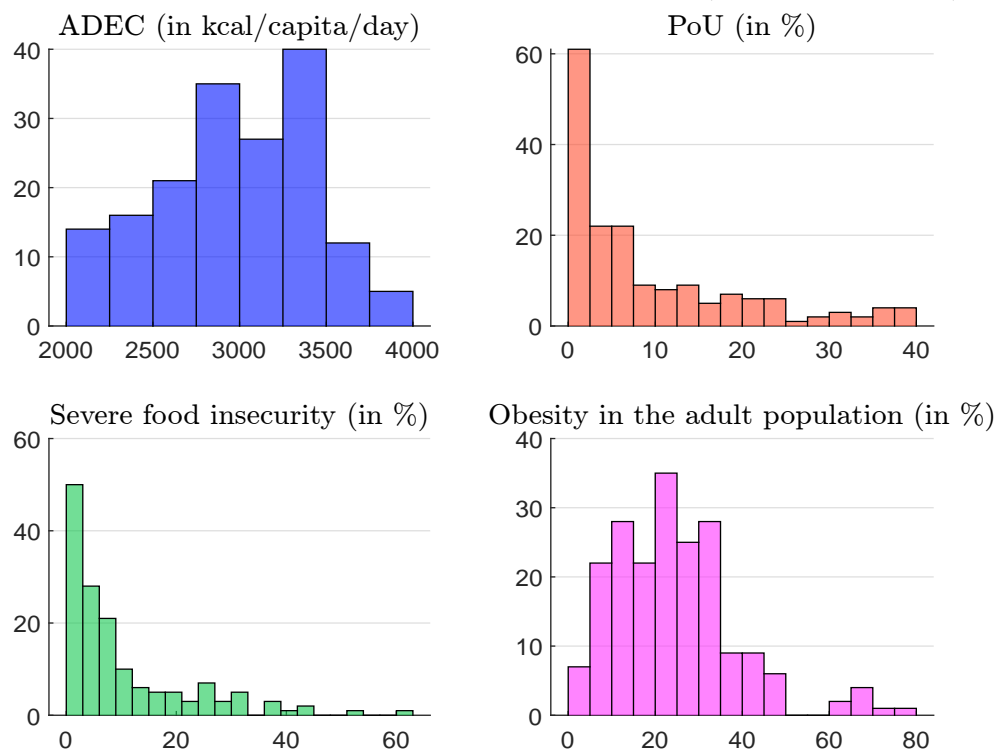 ADEC (in kcal/capita/day)
40
30
20
10
0
2000 2500 3000 3500 4000
PoU (in %)
60
40
20
0
0 10 20 30 40
Severe food insecurity (in %)
60
40
20
0
0 20 40 60
Obesity in the adult population (in %)
40
30
20
10
0
0 20 40 60 80